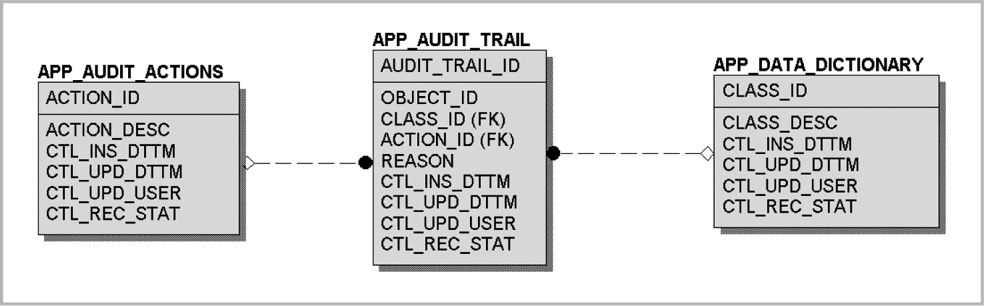 APP_AUDIT_ACTIONS
ACTION_ID
ACTION_DESC
CTL_INS_DTTM
CTL_UPD_DTTM
CTL_UPD_USER
CTL_REC_STAT
APP_AUDIT_TRAIL
AUDIT_TRAIL_ID
OBJECT_ID
CLASS_ID (FK)
ACTION_ID (FK)
REASON
CTL_INS_DTTM
CTL_UPD_DTTM
CTL_UPD_USER
CTL_REC_STAT
APP_DATA_DICTIONARY
CLASS_ID
CLASS_DESC
CTL_INS_DTTM
CTL_UPD_DTTM
CTL_UPD_USER
CTL_REC_STAT